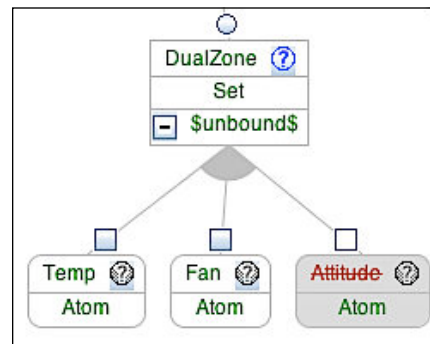 DualZone ?
Set
− $unbound$
Temp ? Fan ? Attitude ?
Atom Atom Atom